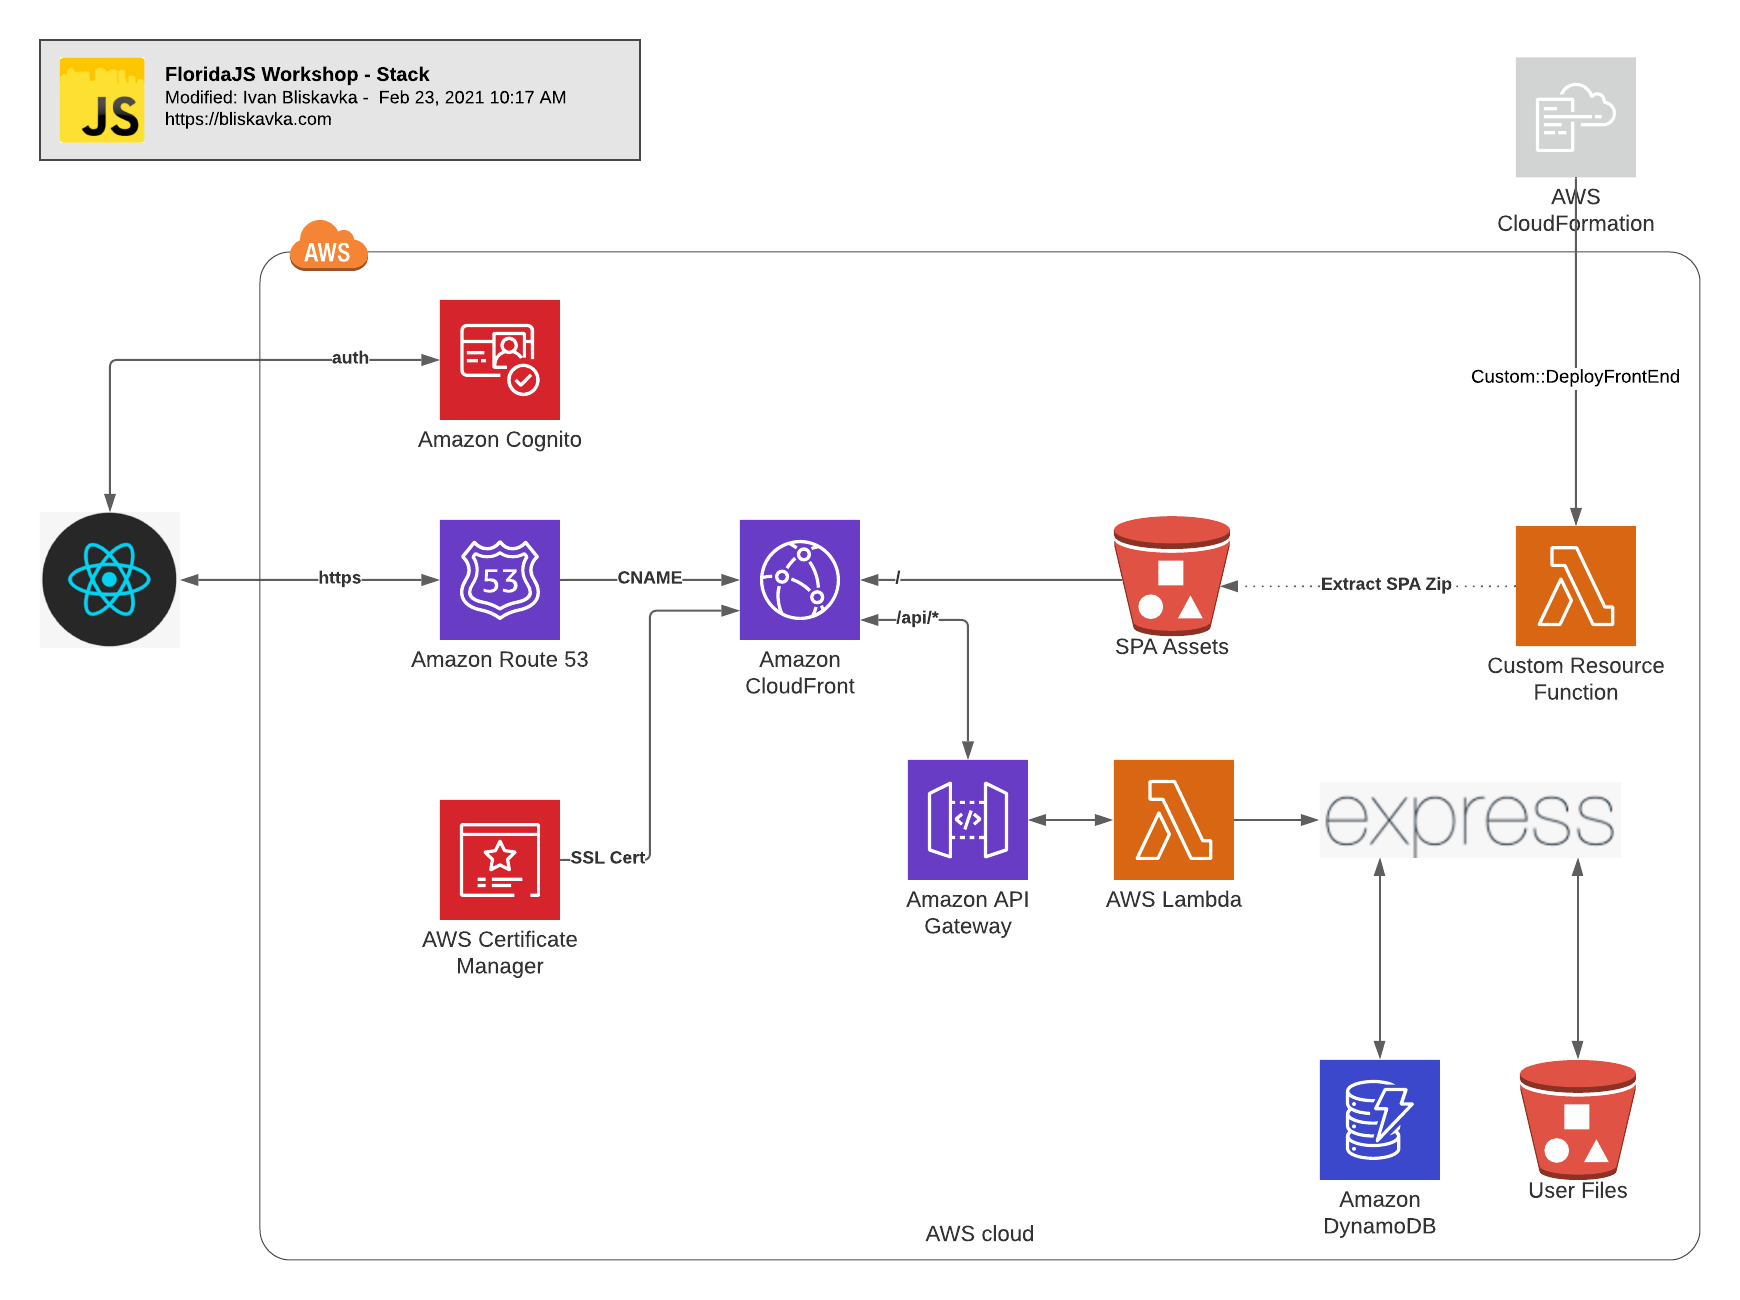 JS
FloridaJS Workshop - Stack
Modified: Ivan Bliskavka - Feb 23, 2021 10:17 AM
https://bliskavka.com
AWS
CloudFormation
AWS
auth
Amazon Cognito
Custom::DeployFrontEnd
https
53
Amazon Route 53
CNAME
Amazon
CloudFront
/
/api/*
SPA Assets
Extract SPA Zip
Custom Resource
Function
SSL Cert
AWS Certificate
Manager
</>
Amazon API
Gateway
AWS Lambda
express
Amazon
DynamoDB
User Files
AWS cloud